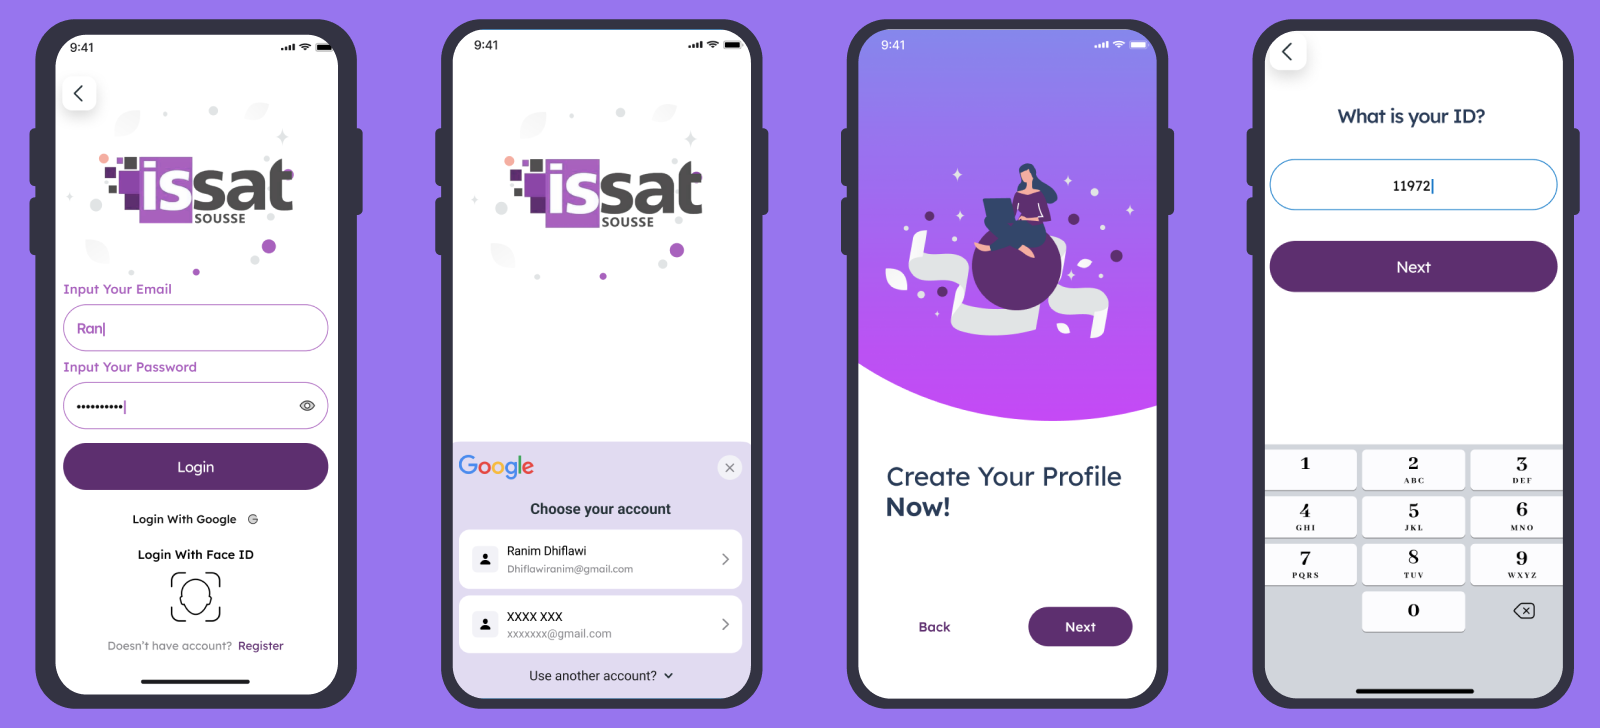 9:41
issat
SOUSSE
Input Your Email
Ran
Input Your Password
••••••••••
Login
Login With Google G
Login With Face ID
Doesn't have account? Register
9:41
issat
SOUSSE
Google
Choose your account
Ranim Dhiflawi
Dhiflawiranim@gmail.com
XXXX XXX
xxxxxxx@gmail.com
Use another account?
9:41
Create Your Profile
Now!
Back Next
What is your ID?
11972
Next
1 2 3
ABC DEF
4 5 6
GHI JKL MNO
7 8 9
PQRS TUV WXYZ
0